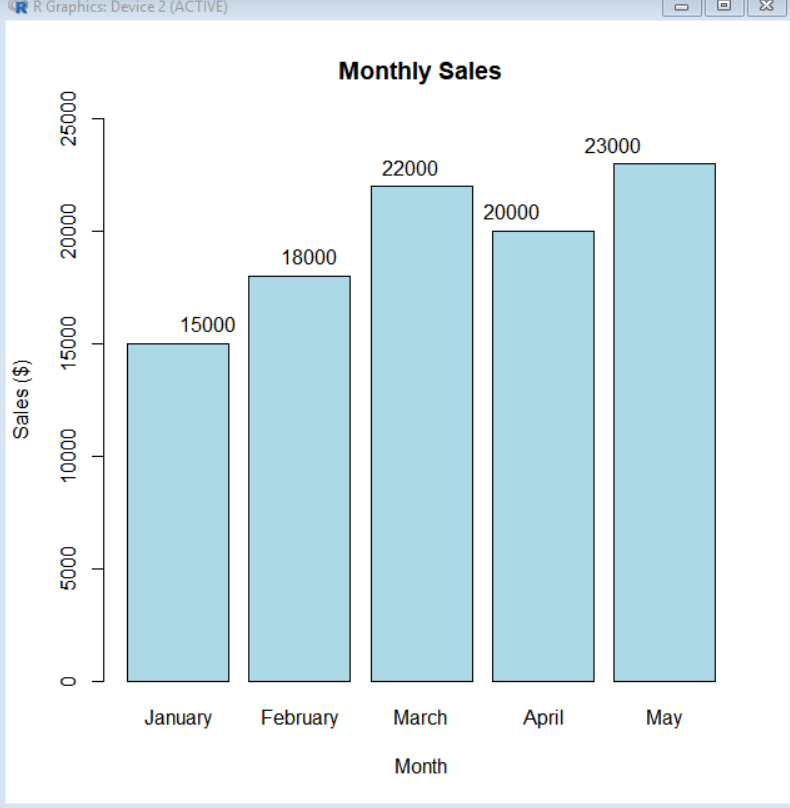 R Graphics: Device 2 (ACTIVE)
Monthly Sales
Sales ($)
25000
20000
15000
10000
5000
0
15000
18000
22000
20000
23000
January February March April May
Month